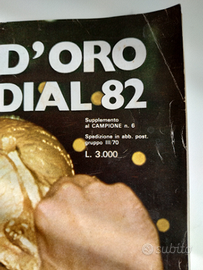 D'ORO
DIAL 82
Supplemento
al CAMPIONE n. 6
Spedizione in abb. post.
gruppo III/70
L. 3.000
subito